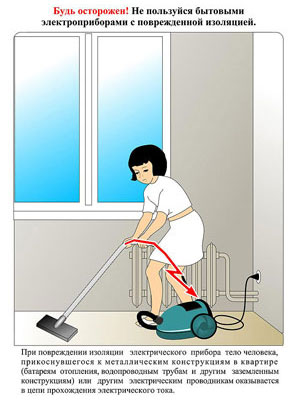 Будь осторожен! Не пользуйся бытовыми
электроприборами с поврежденной изоляцией.
При повреждении изоляции электрического прибора тело человека,
прикоснувшегося к металлическим конструкциям в квартире
(батареям отопления, водопроводным трубам и другим заземленным
конструкциям) или другим электрическим проводникам оказывается
в цепи прохождения электрического тока.